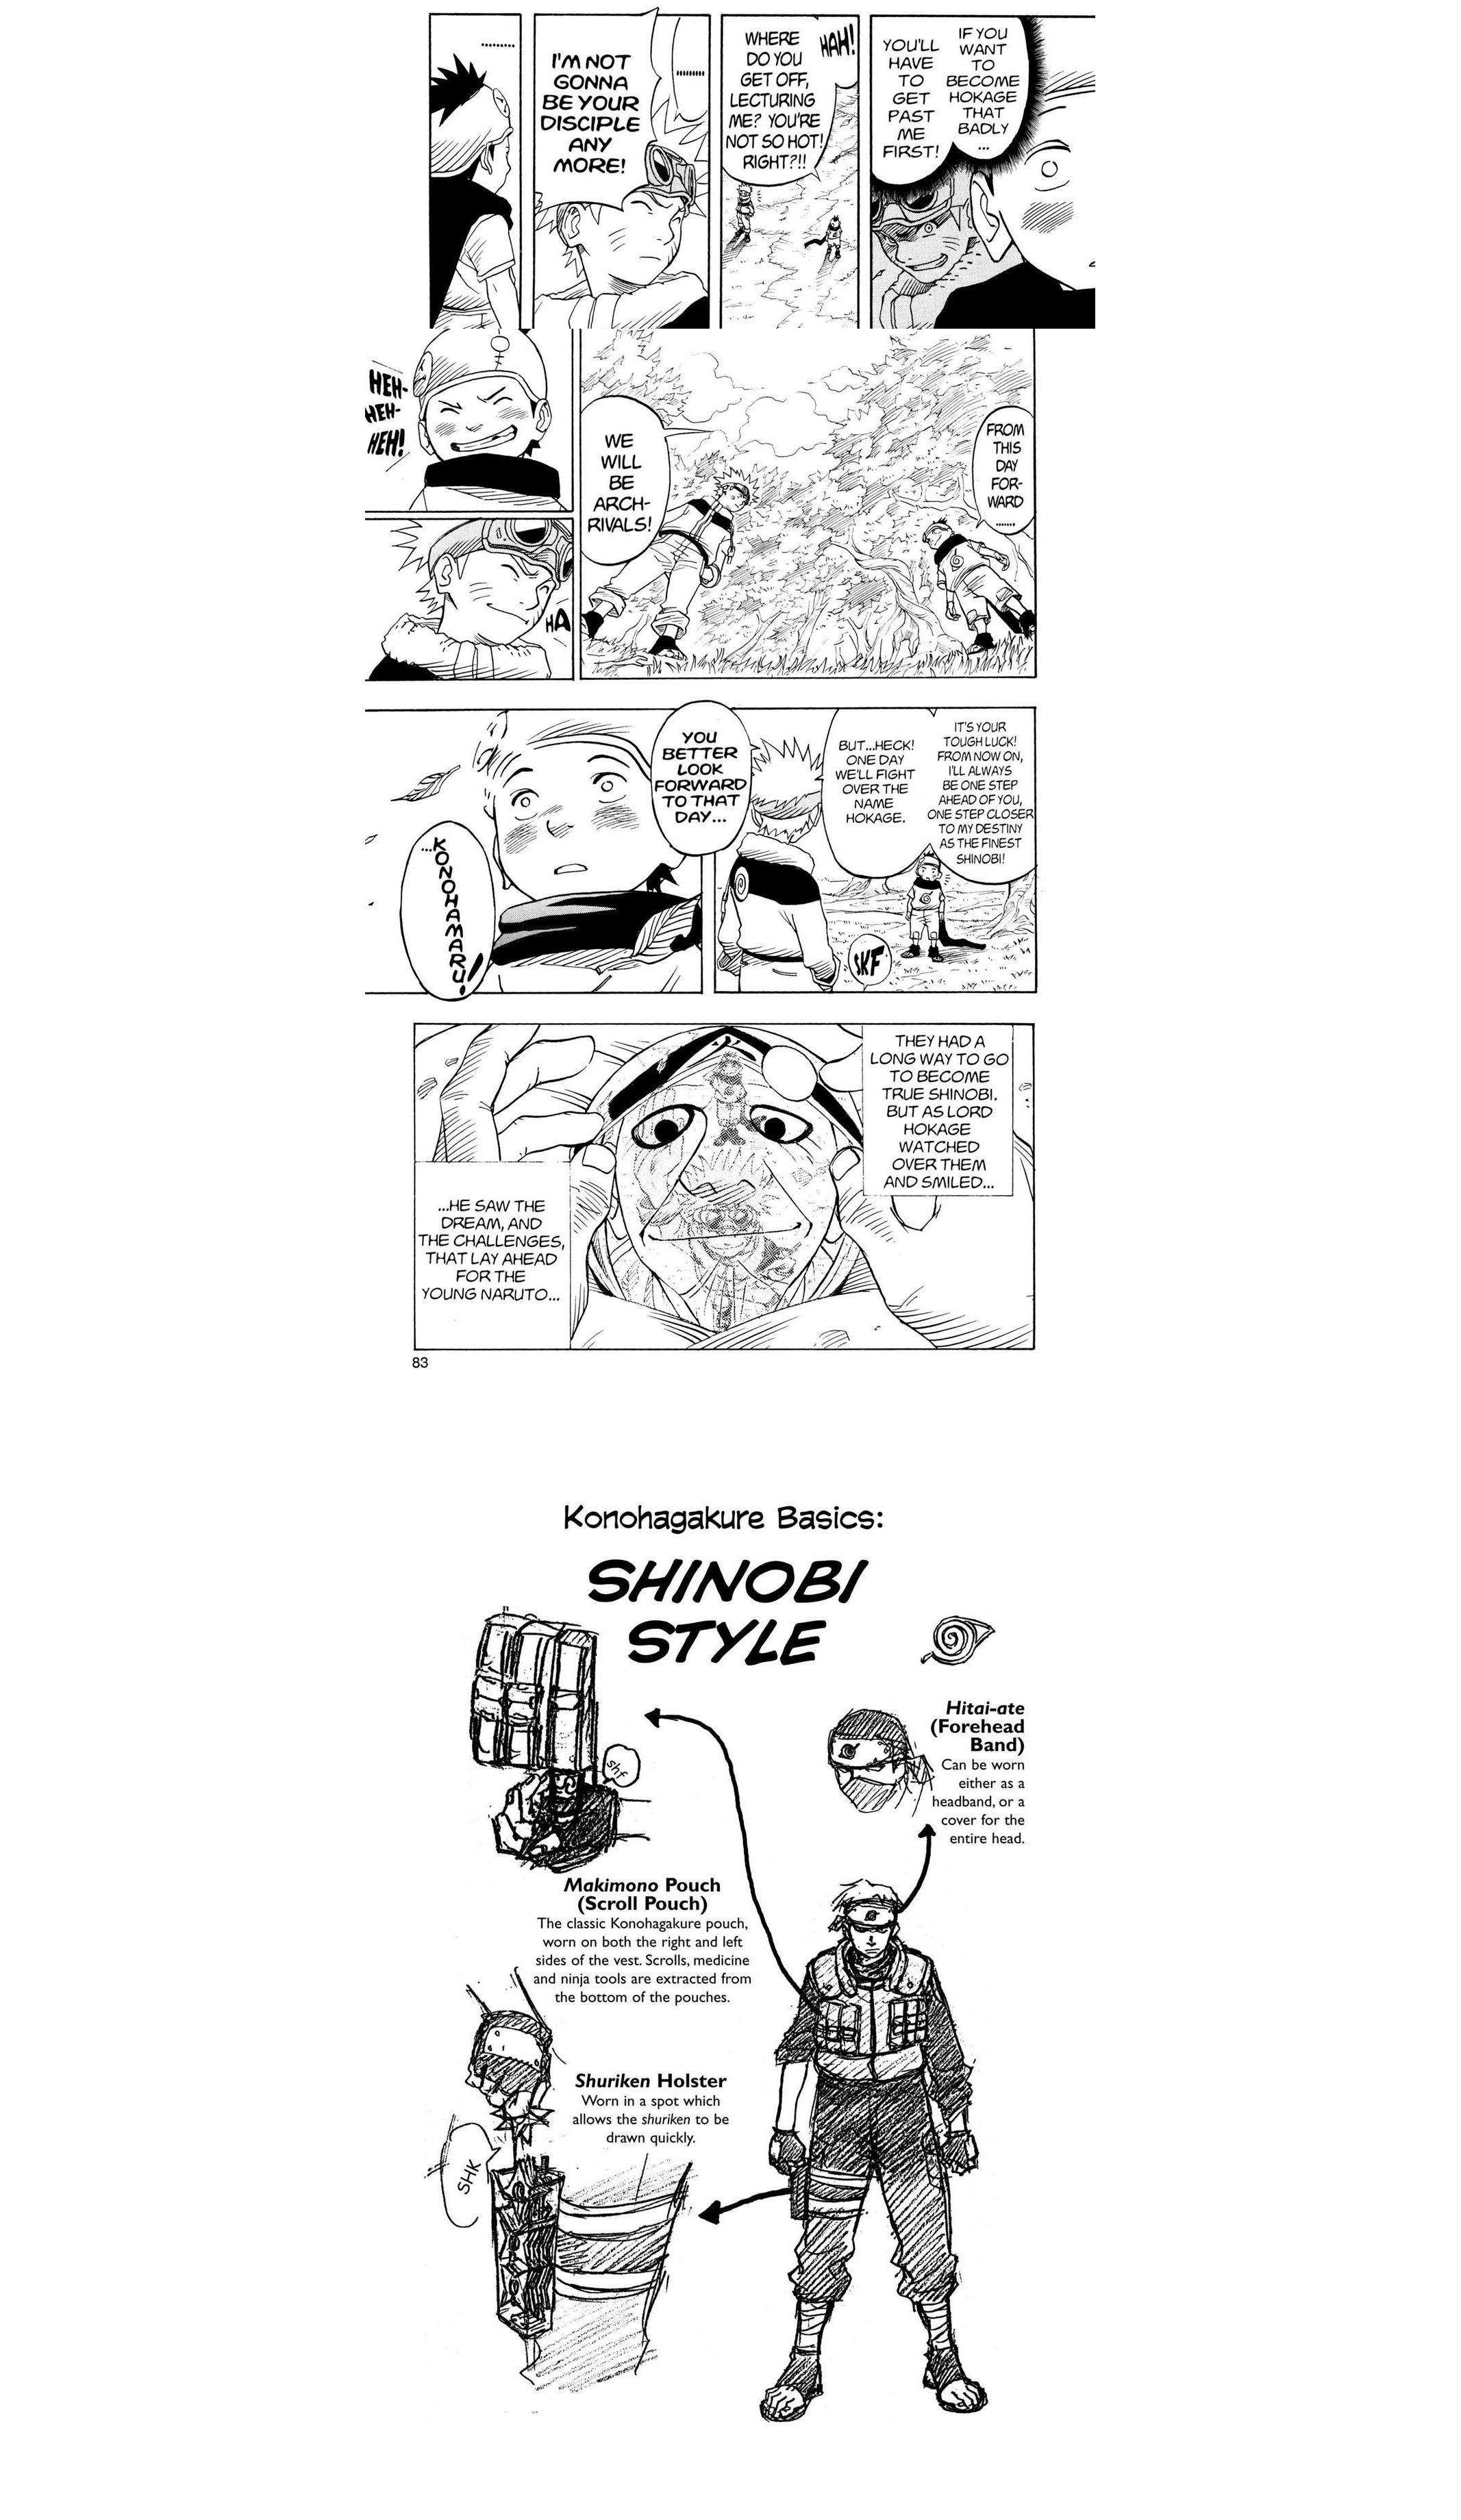 IF YOU
WANT
TO
BECOME
HOKAGE
THAT
BADLY
...
YOU'LL
HAVE
TO
GET
PAST
ME
FIRST!
HAH!
WHERE
DO YOU
GET OFF,
LECTURING
ME? YOU'RE
NOT SO HOT!
RIGHT?!!
.........
I'M NOT
GONNA
BE YOUR
DISCIPLE
ANY
MORE!
.........
FROM
THIS
DAY
FOR-
WARD
.......
WE
WILL
BE
ARCH-
RIVALS!
HEH-
HEH-
HEH!
HA
IT'S YOUR
TOUGH LUCK!
FROM NOW ON,
I'LL ALWAYS
BE ONE STEP
AHEAD OF YOU,
ONE STEP CLOSER
TO MY DESTINY
AS THE FINEST
SHINOBI!
BUT...HECK!
ONE DAY
WE'LL FIGHT
OVER THE
NAME
HOKAGE.
SKF
YOU
BETTER
LOOK
FORWARD
TO THAT
DAY...
...KONOHAMARU!
THEY HAD A
LONG WAY TO GO
TO BECOME
TRUE SHINOBI.
BUT AS LORD
HOKAGE
WATCHED
OVER THEM
AND SMILED...
火
...HE SAW THE
DREAM, AND
THE CHALLENGES,
THAT LAY AHEAD
FOR THE
YOUNG NARUTO...
83
Konohagakure Basics:
SHINOBI
STYLE
Hitai-ate
(Forehead
Band)
Can be worn
either as a
headband, or a
cover for the
entire head.
shf
Makimono Pouch
(Scroll Pouch)
The classic Konohagakure pouch,
worn on both the right and left
sides of the vest. Scrolls, medicine
and ninja tools are extracted from
the bottom of the pouches.
Shuriken Holster
Worn in a spot which
allows the shuriken to be
drawn quickly.
SHK